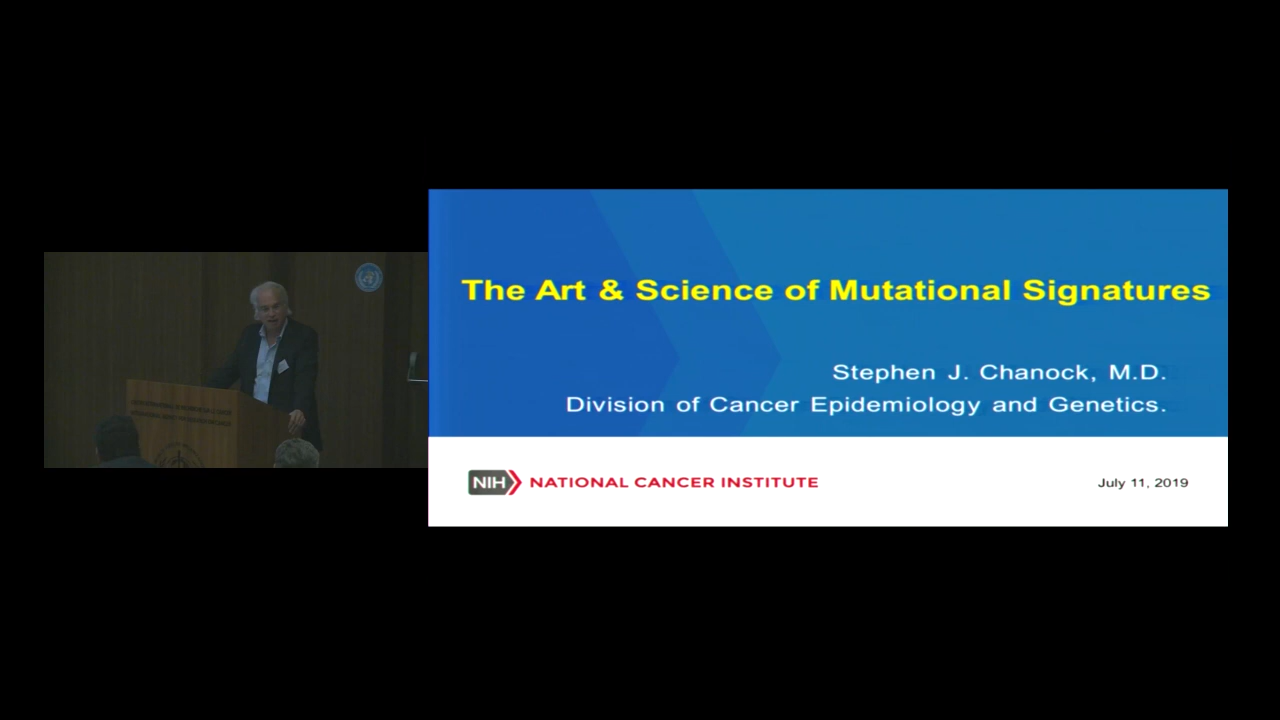 The Art & Science of Mutational Signatures
Stephen J. Chanock, M.D.
Division of Cancer Epidemiology and Genetics.
NIH NATIONAL CANCER INSTITUTE
July 11, 2019